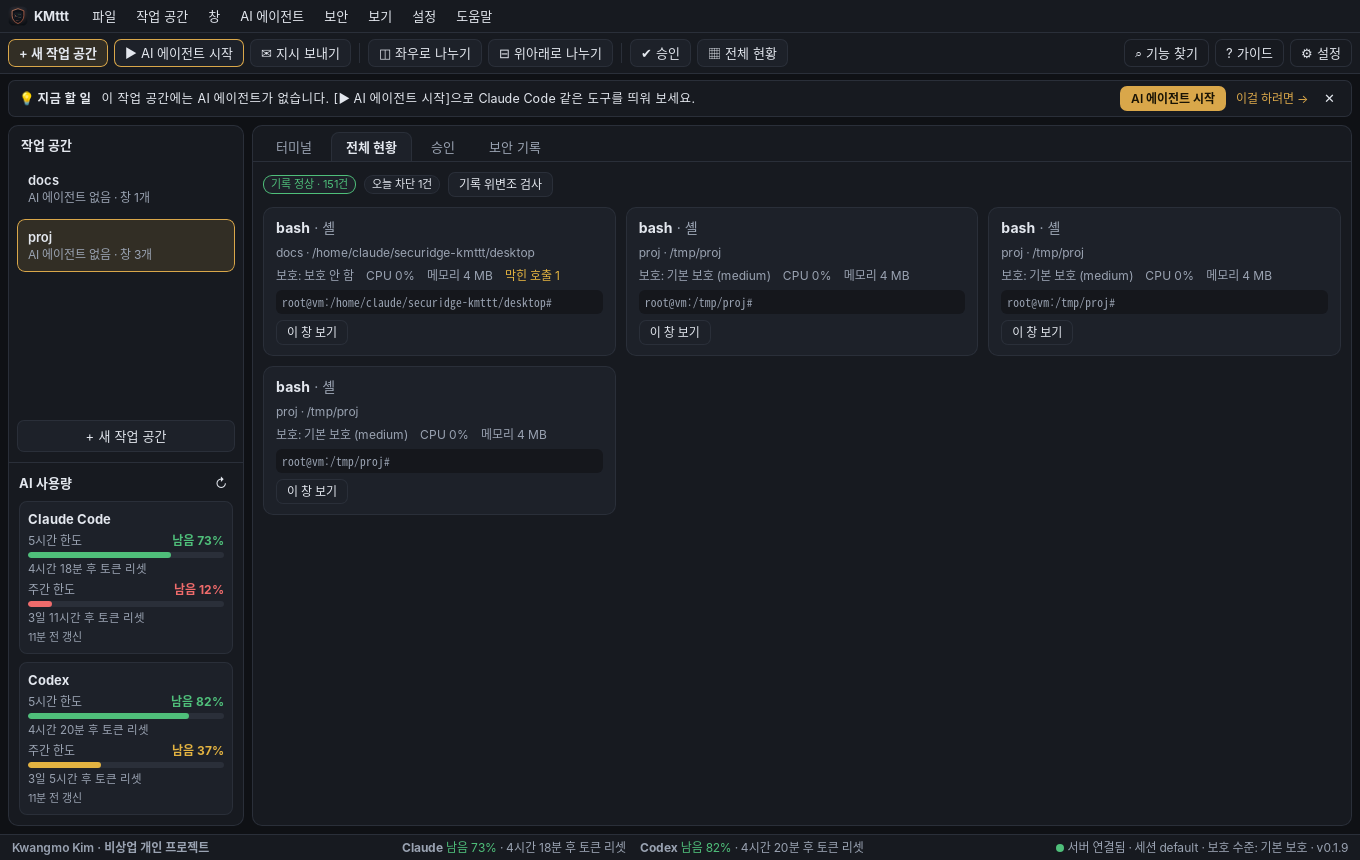 KMttt 파일 작업 공간 창 AI 에이전트 보안 보기 설정 도움말
+ 새 작업 공간 ▶ AI 에이전트 시작 ✉ 지시 보내기 ◫ 좌우로 나누기 ⊟ 위아래로 나누기 ✔ 승인 ▦ 전체 현황 ⌕ 기능 찾기 ? 가이드 ⚙ 설정
💡 지금 할 일 이 작업 공간에는 AI 에이전트가 없습니다. [▶ AI 에이전트 시작]으로 Claude Code 같은 도구를 띄워 보세요. AI 에이전트 시작 이걸 하려면 → ✕
작업 공간
docs
AI 에이전트 없음 · 창 1개
proj
AI 에이전트 없음 · 창 3개
+ 새 작업 공간
AI 사용량 ↻
Claude Code
5시간 한도 남음 73%
4시간 18분 후 토큰 리셋
주간 한도 남음 12%
3일 11시간 후 토큰 리셋
11분 전 갱신
Codex
5시간 한도 남음 82%
4시간 20분 후 토큰 리셋
주간 한도 남음 37%
3일 5시간 후 토큰 리셋
11분 전 갱신
터미널 전체 현황 승인 보안 기록
기록 정상 · 151건 오늘 차단 1건 기록 위변조 검사
bash · 셸
docs · /home/claude/securidge-kmttt/desktop
보호: 보호 안 함 CPU 0% 메모리 4 MB 막힌 호출 1
root@vm:/home/claude/securidge-kmttt/desktop#
이 창 보기
bash · 셸
proj · /tmp/proj
보호: 기본 보호 (medium) CPU 0% 메모리 4 MB
root@vm:/tmp/proj#
이 창 보기
bash · 셸
proj · /tmp/proj
보호: 기본 보호 (medium) CPU 0% 메모리 4 MB
root@vm:/tmp/proj#
이 창 보기
bash · 셸
proj · /tmp/proj
보호: 기본 보호 (medium) CPU 0% 메모리 4 MB
root@vm:/tmp/proj#
이 창 보기
Kwangmo Kim · 비상업 개인 프로젝트 Claude 남음 73% · 4시간 18분 후 토큰 리셋 Codex 남음 82% · 4시간 20분 후 토큰 리셋 ● 서버 연결됨 · 세션 default · 보호 수준: 기본 보호 · v0.1.9